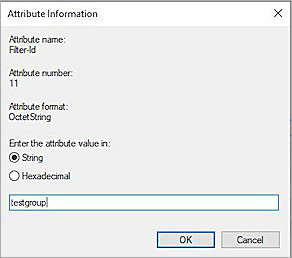 Attribute Information
Attribute name:
Filter-Id
Attribute number:
11
Attribute format:
OctetString
Enter the attribute value in:
String
Hexadecimal
testgroup
OK
Cancel